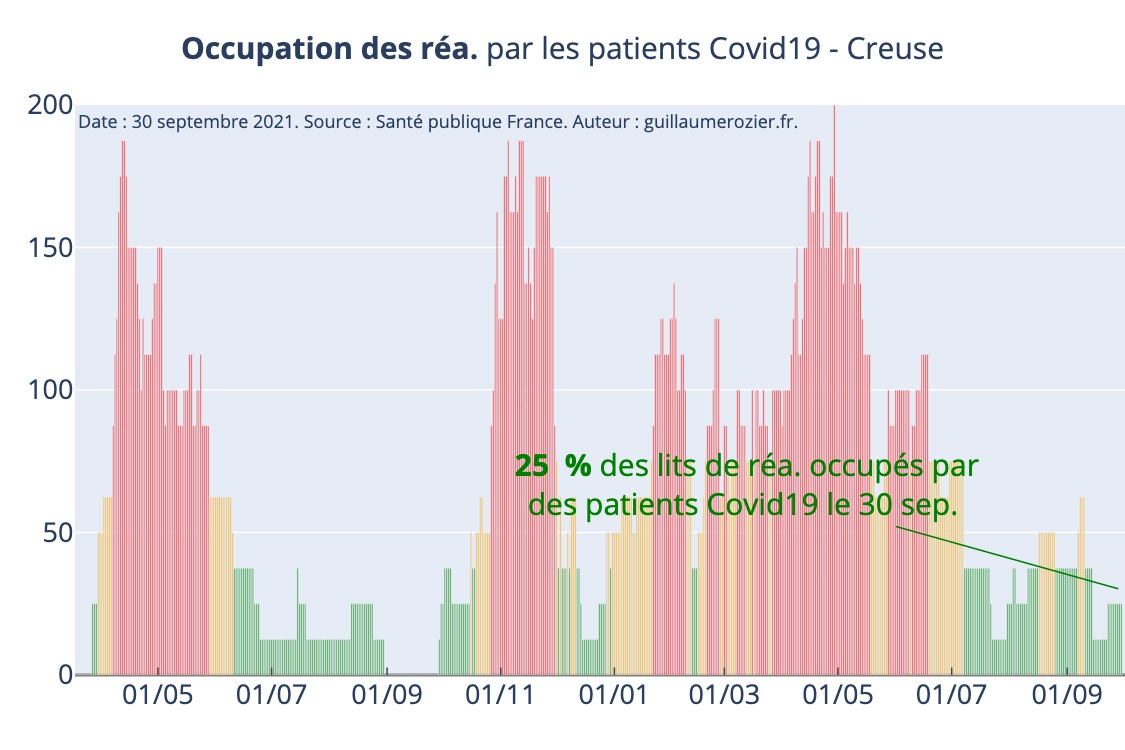 Occupation des réa. par les patients Covid19 - Creuse
200
Date : 30 septembre 2021. Source : Santé publique France. Auteur : guillaumerozier.fr.
150
100
25 % des lits de réa. occupés par
des patients Covid19 le 30 sep.
50
0
01/05 01/07 01/09 01/11 01/01 01/03 01/05 01/07 01/09